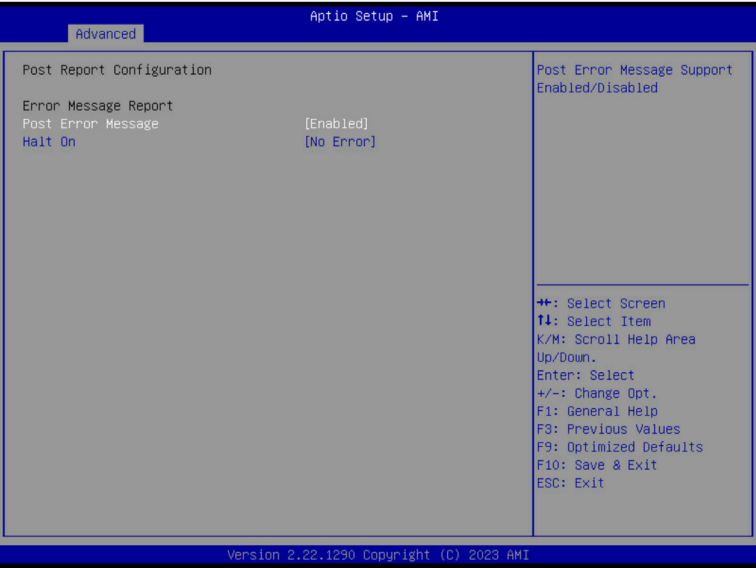 Aptio Setup – AMI
Advanced
Post Report Configuration
Error Message Report
Post Error Message [Enabled]
Halt On [No Error]
Post Error Message Support
Enabled/Disabled
→←: Select Screen
↑↓: Select Item
K/M: Scroll Help Area
Up/Down.
Enter: Select
+/-: Change Opt.
F1: General Help
F3: Previous Values
F9: Optimized Defaults
F10: Save & Exit
ESC: Exit
Version 2.22.1290 Copyright (C) 2023 AMI